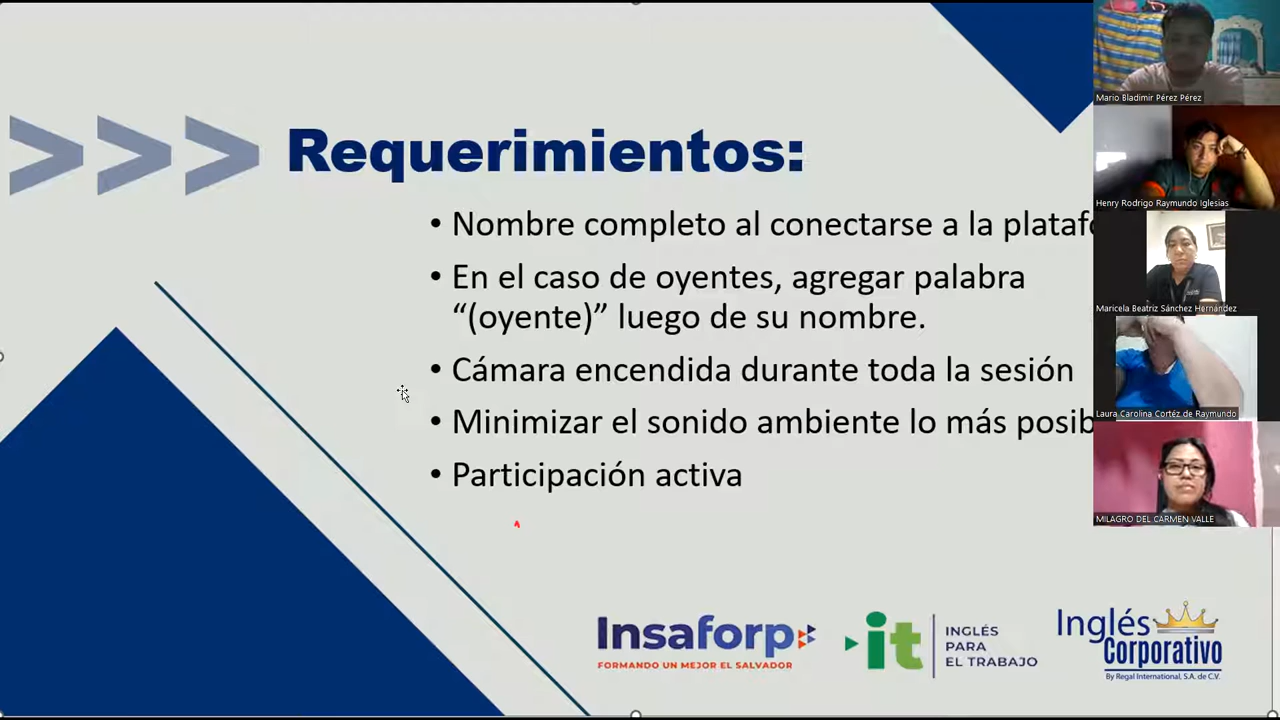 Requerimientos:
• Nombre completo al conectarse a la plataf
• En el caso de oyentes, agregar palabra
“(oyente)” luego de su nombre.
• Cámara encendida durante toda la sesión
• Minimizar el sonido ambiente lo más posib
• Participación activa
Insaforp
FORMANDO UN MEJOR EL SALVADOR
it
INGLÉS
PARA
EL TRABAJO
Inglés
Corporativo
By Regal International, S.A. de C.V.
Mario Bladimir Pérez Pérez
Henry Rodrigo Raymundo Iglesias
Maricela Beatriz Sánchez Hernández
Laura Carolina Cortéz de Raymundo
MILAGRO DEL CARMEN VALLE